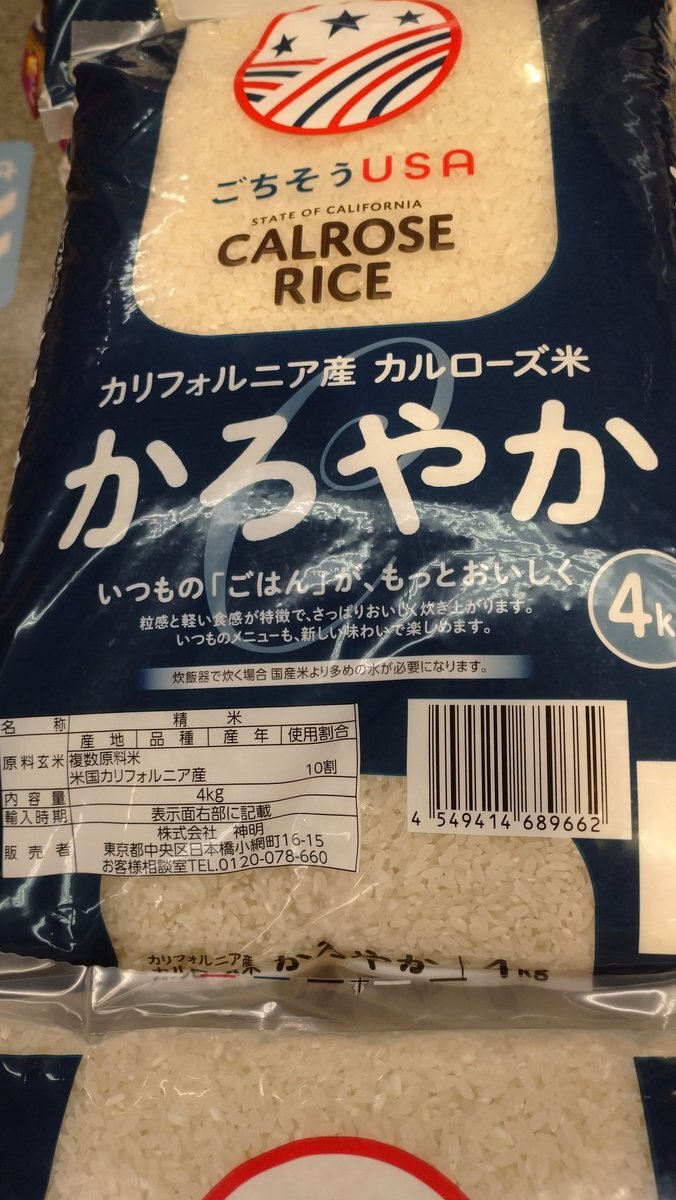 ごちそうUSA
STATE OF CALIFORNIA
CALROSE
RICE
カリフォルニア産 カルローズ米
かろやか
いつもの「ごはん」が、もっとおいしく
粒感と軽い食感が特徴で、さっぱりおいしく炊き上がります。
いつものメニューも、新しい味わいで楽しめます。
4k
炊飯器で炊く場合 国産米より多めの水が必要になります。
名 称 精 米
原料玄米 産 地 品 種 産 年 使用割合
複数原料米
米国カリフォルニア産 10割
内 容 量 4kg
輸入時期 表示面右部に記載
販 売 者 株式会社 神明
東京都中央区日本橋小網町16-15
お客様相談室TEL.0120-078-660
4 549414 689662
カリフォルニア産
カルローズ米 かろやか 4kg